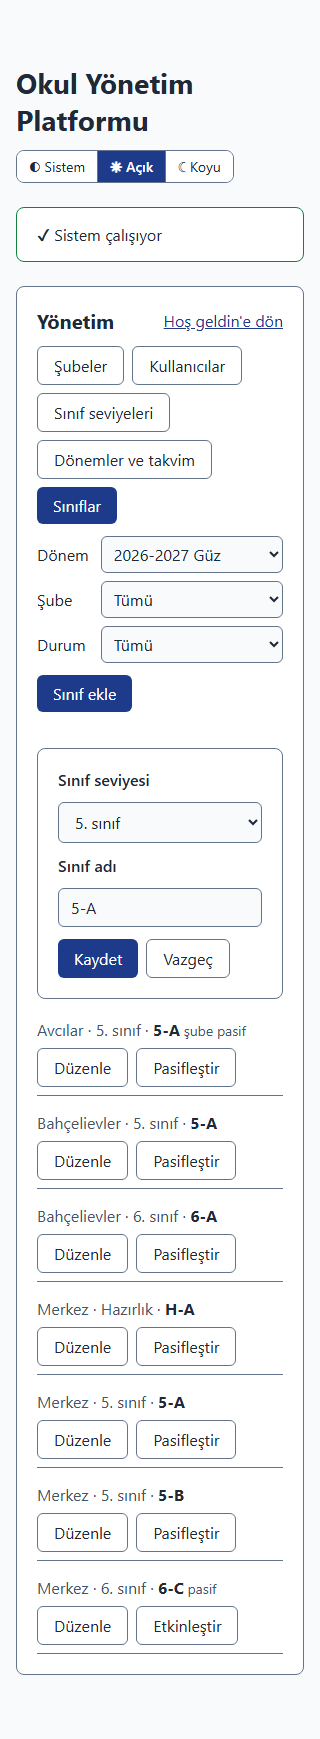 Okul Yönetim
Platformu
◐ Sistem
☀ Açık
☾ Koyu
✓ Sistem çalışıyor
Yönetim
Hoş geldin'e dön
Şubeler
Kullanıcılar
Sınıf seviyeleri
Dönemler ve takvim
Sınıflar
Dönem
2026-2027 Güz
Şube
Tümü
Durum
Tümü
Sınıf ekle
Sınıf seviyesi
5. sınıf
Sınıf adı
5-A
Kaydet
Vazgeç
Avcılar · 5. sınıf · 5-A şube pasif
Düzenle
Pasifleştir
Bahçelievler · 5. sınıf · 5-A
Düzenle
Pasifleştir
Bahçelievler · 6. sınıf · 6-A
Düzenle
Pasifleştir
Merkez · Hazırlık · H-A
Düzenle
Pasifleştir
Merkez · 5. sınıf · 5-A
Düzenle
Pasifleştir
Merkez · 5. sınıf · 5-B
Düzenle
Pasifleştir
Merkez · 6. sınıf · 6-C pasif
Düzenle
Etkinleştir